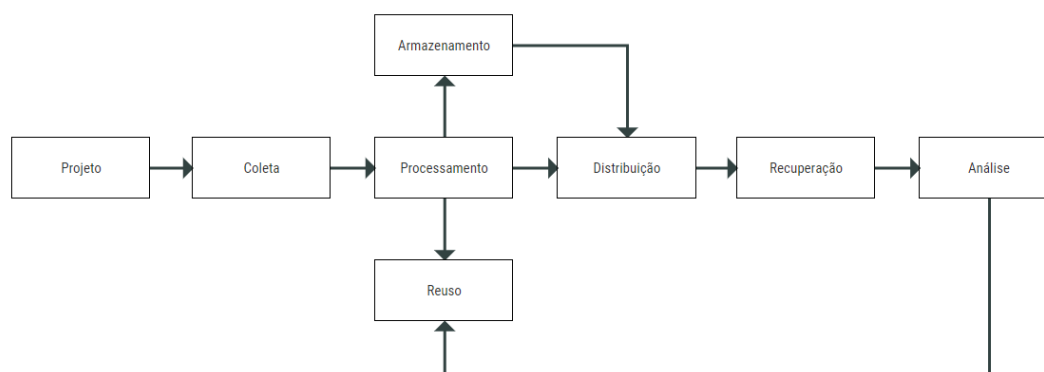 Armazenamento
Projeto
Coleta
Processamento
Distribuição
Recuperação
Análise
Reuso